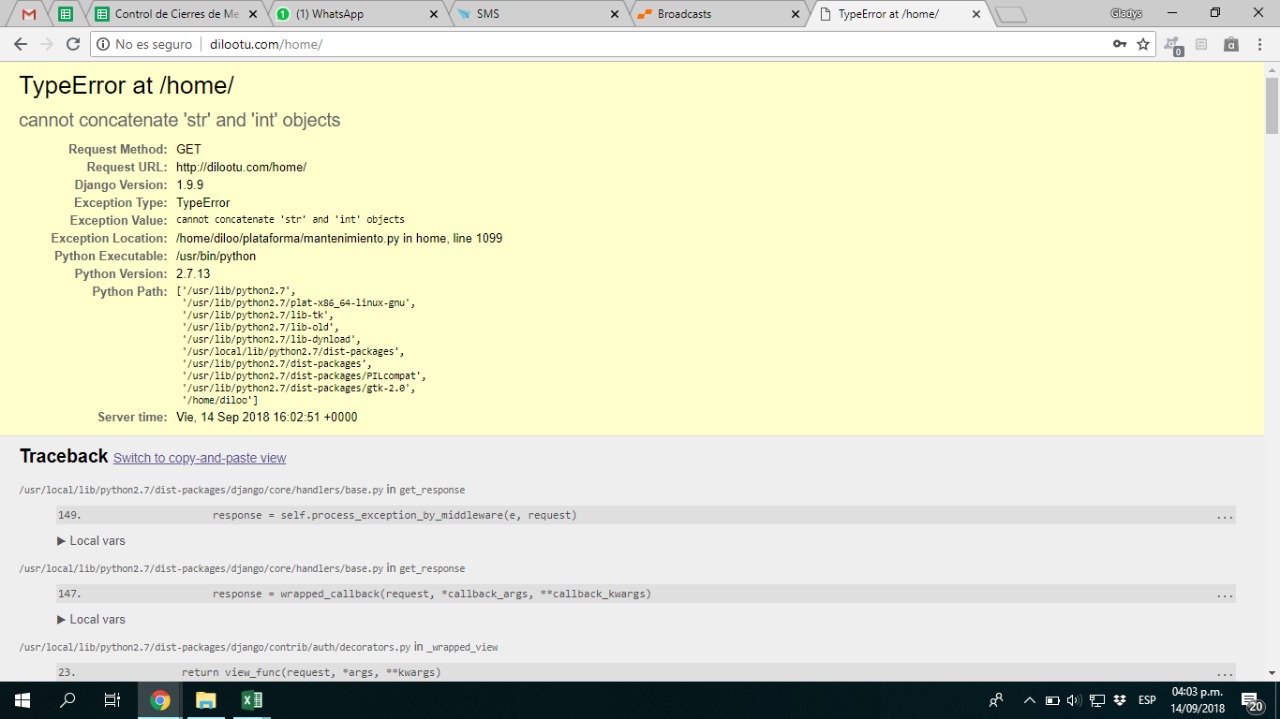 Control de Cierres de Me
(1) WhatsApp
SMS
Broadcasts
TypeError at /home/
Gladys
No es seguro
dilootu.com/home/
0
TypeError at /home/
cannot concatenate 'str' and 'int' objects
Request Method: GET
Request URL: http://dilootu.com/home/
Django Version: 1.9.9
Exception Type: TypeError
Exception Value: cannot concatenate 'str' and 'int' objects
Exception Location: /home/diloo/plataforma/mantenimiento.py in home, line 1099
Python Executable: /usr/bin/python
Python Version: 2.7.13
Python Path: ['/usr/lib/python2.7',
'/usr/lib/python2.7/plat-x86_64-linux-gnu',
'/usr/lib/python2.7/lib-tk',
'/usr/lib/python2.7/lib-old',
'/usr/lib/python2.7/lib-dynload',
'/usr/local/lib/python2.7/dist-packages',
'/usr/lib/python2.7/dist-packages',
'/usr/lib/python2.7/dist-packages/PILcompat',
'/usr/lib/python2.7/dist-packages/gtk-2.0',
'/home/diloo']
Server time: Vie, 14 Sep 2018 16:02:51 +0000
Traceback Switch to copy-and-paste view
/usr/local/lib/python2.7/dist-packages/django/core/handlers/base.py in get_response
149. response = self.process_exception_by_middleware(e, request) ...
▶ Local vars
/usr/local/lib/python2.7/dist-packages/django/core/handlers/base.py in get_response
147. response = wrapped_callback(request, *callback_args, **callback_kwargs) ...
▶ Local vars
/usr/local/lib/python2.7/dist-packages/django/contrib/auth/decorators.py in _wrapped_view
23. return view_func(request, *args, **kwargs) ...
ESP
04:03 p.m.
14/09/2018
20